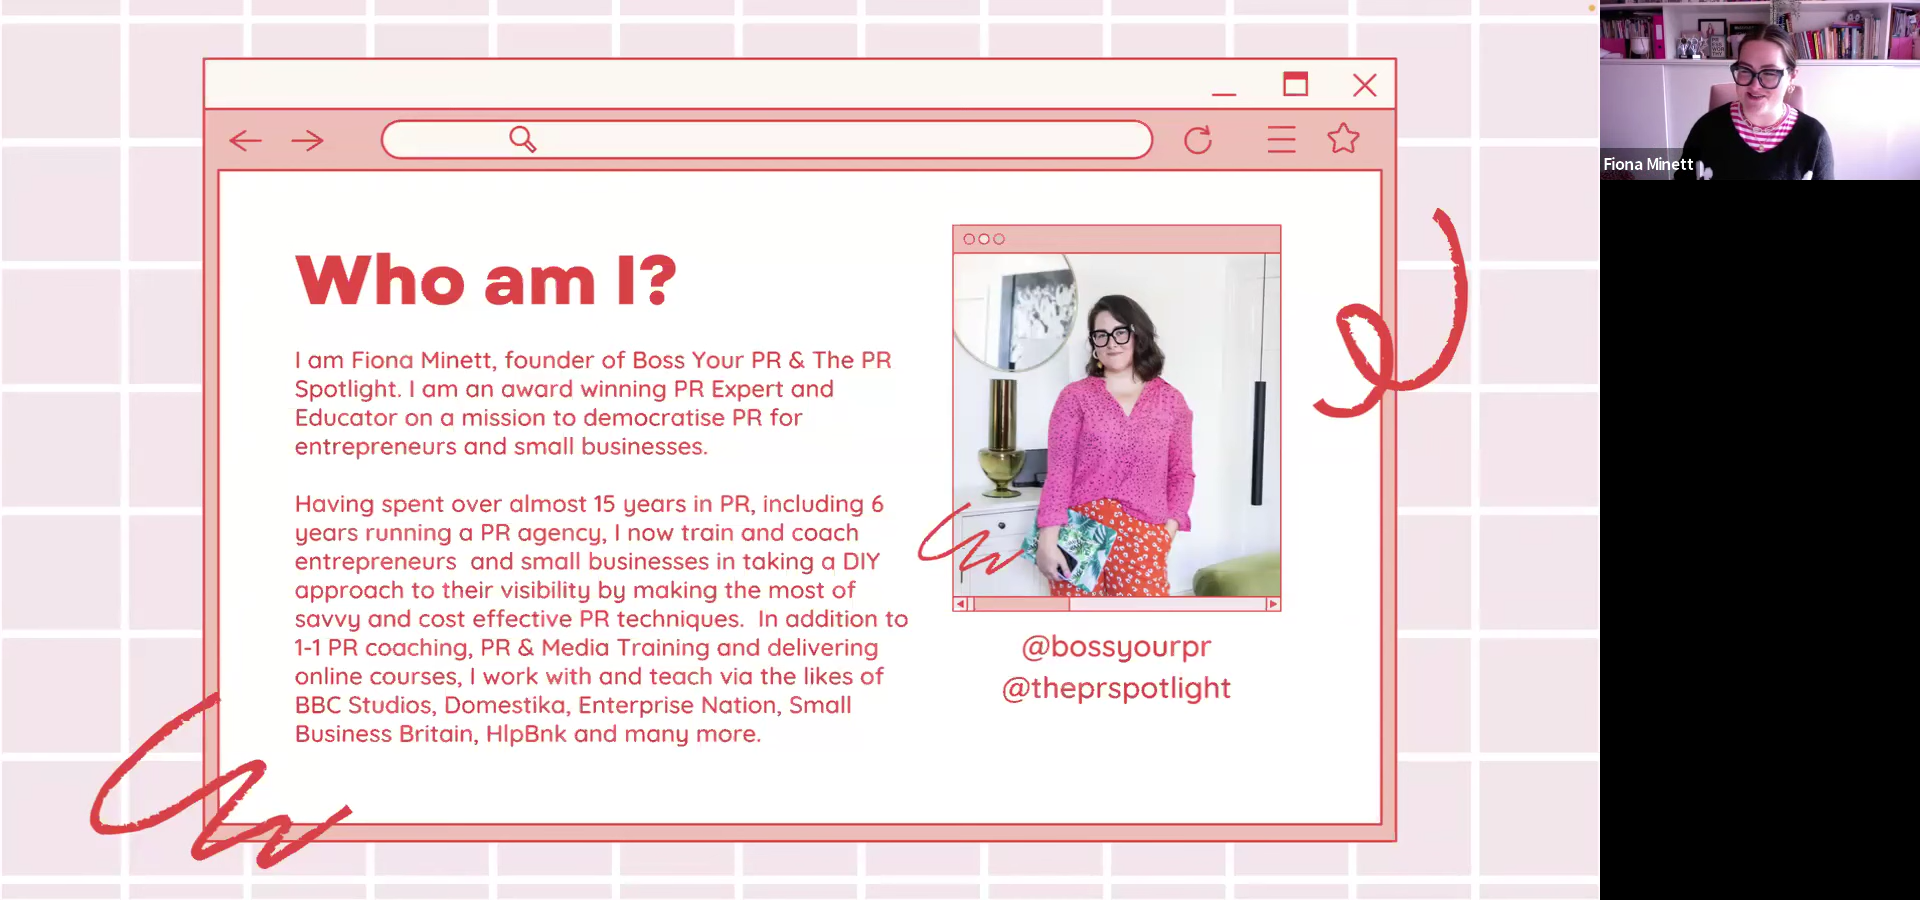 Who am I?
I am Fiona Minett, founder of Boss Your PR & The PR
Spotlight. I am an award winning PR Expert and
Educator on a mission to democratise PR for
entrepreneurs and small businesses.
Having spent over almost 15 years in PR, including 6
years running a PR agency, I now train and coach
entrepreneurs  and small businesses in taking a DIY
approach to their visibility by making the most of
savvy and cost effective PR techniques.  In addition to
1-1 PR coaching, PR & Media Training and delivering
online courses, I work with and teach via the likes of
BBC Studios, Domestika, Enterprise Nation, Small
Business Britain, HlpBnk and many more.
@bossyourpr
@theprspotlight
Fiona Minett